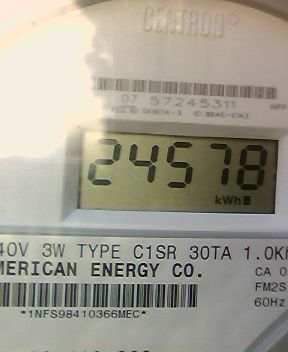 CENTRON®
07 57245311
24578
kWh
40V 3W TYPE C1SR 30TA 1.0Kh
MERICAN ENERGY CO.
CA 0
FM2S
60Hz
*1NFS98410366MEC*